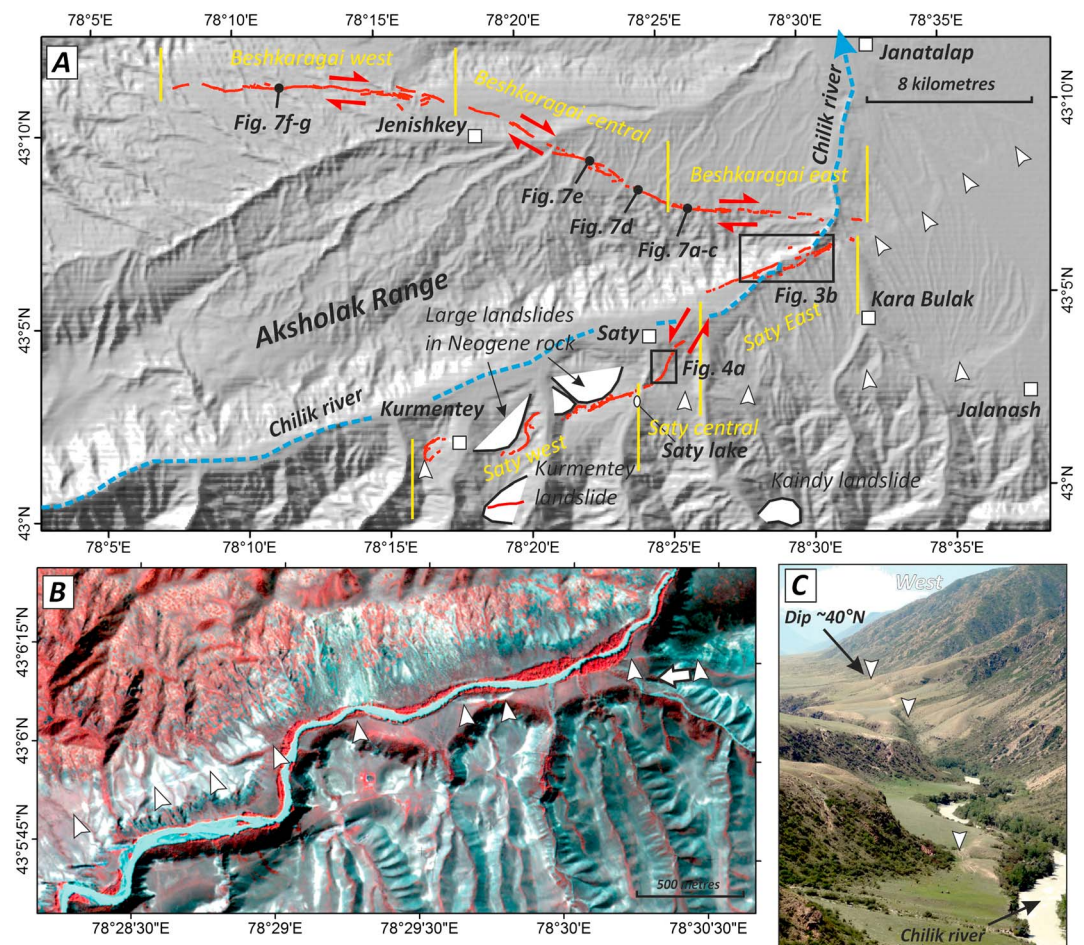 78°5'E 78°10'E 78°15'E 78°20'E 78°25'E 78°30'E 78°35'E
A
Beshkaragai west
Janatalap
8 kilometres
43°10'N
43°10'N
Fig. 7f-g
Jenishkey
Beshkaragai central
Chilik river
Fig. 7e
Beshkaragai east
Fig. 7d
Fig. 7a-c
Aksholak Range
Fig. 3b
43°5'N
Kara Bulak
Large landslides
in Neogene rock
Saty
Saty East
43°5'N
Fig. 4a
Chilik river
Kurmentey
Jalanash
Saty central
Saty lake
Saty west
Kurmentey
landslide
Kaindy landslide
43°N
43°N
78°5'E 78°10'E 78°15'E 78°20'E 78°25'E 78°30'E 78°35'E
B
43°6'15"N
43°6'N
43°5'45"N
500 metres
78°28'30"E 78°29'E 78°29'30"E 78°30'E 78°30'30"E
C
West
Dip ~40°N
Chilik river